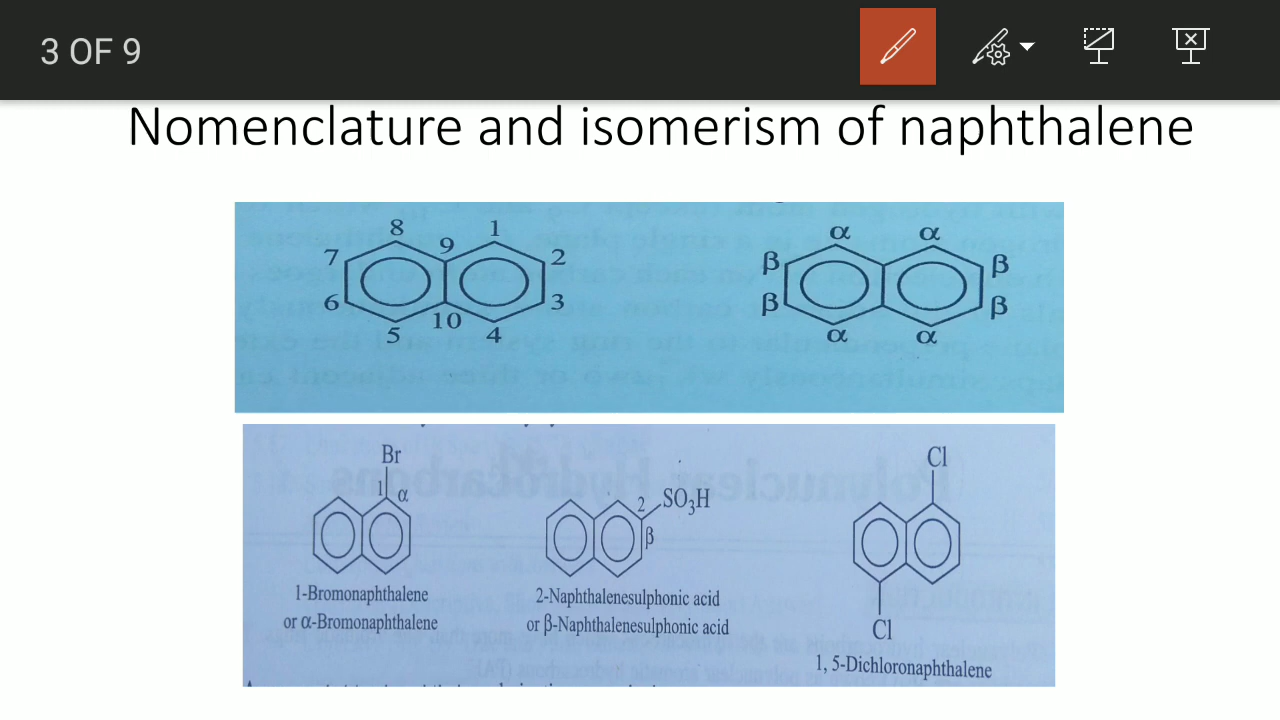 3 OF 9
Nomenclature and isomerism of naphthalene
8 1
7 9 2
6 10 3
5 4
α α
β β
β β
α α
Br
1 α
1-Bromonaphthalene
or α-Bromonaphthalene
2 SO₃H
β
2-Naphthalenesulphonic acid
or β-Naphthalenesulphonic acid
Cl
Cl
1, 5-Dichloronaphthalene